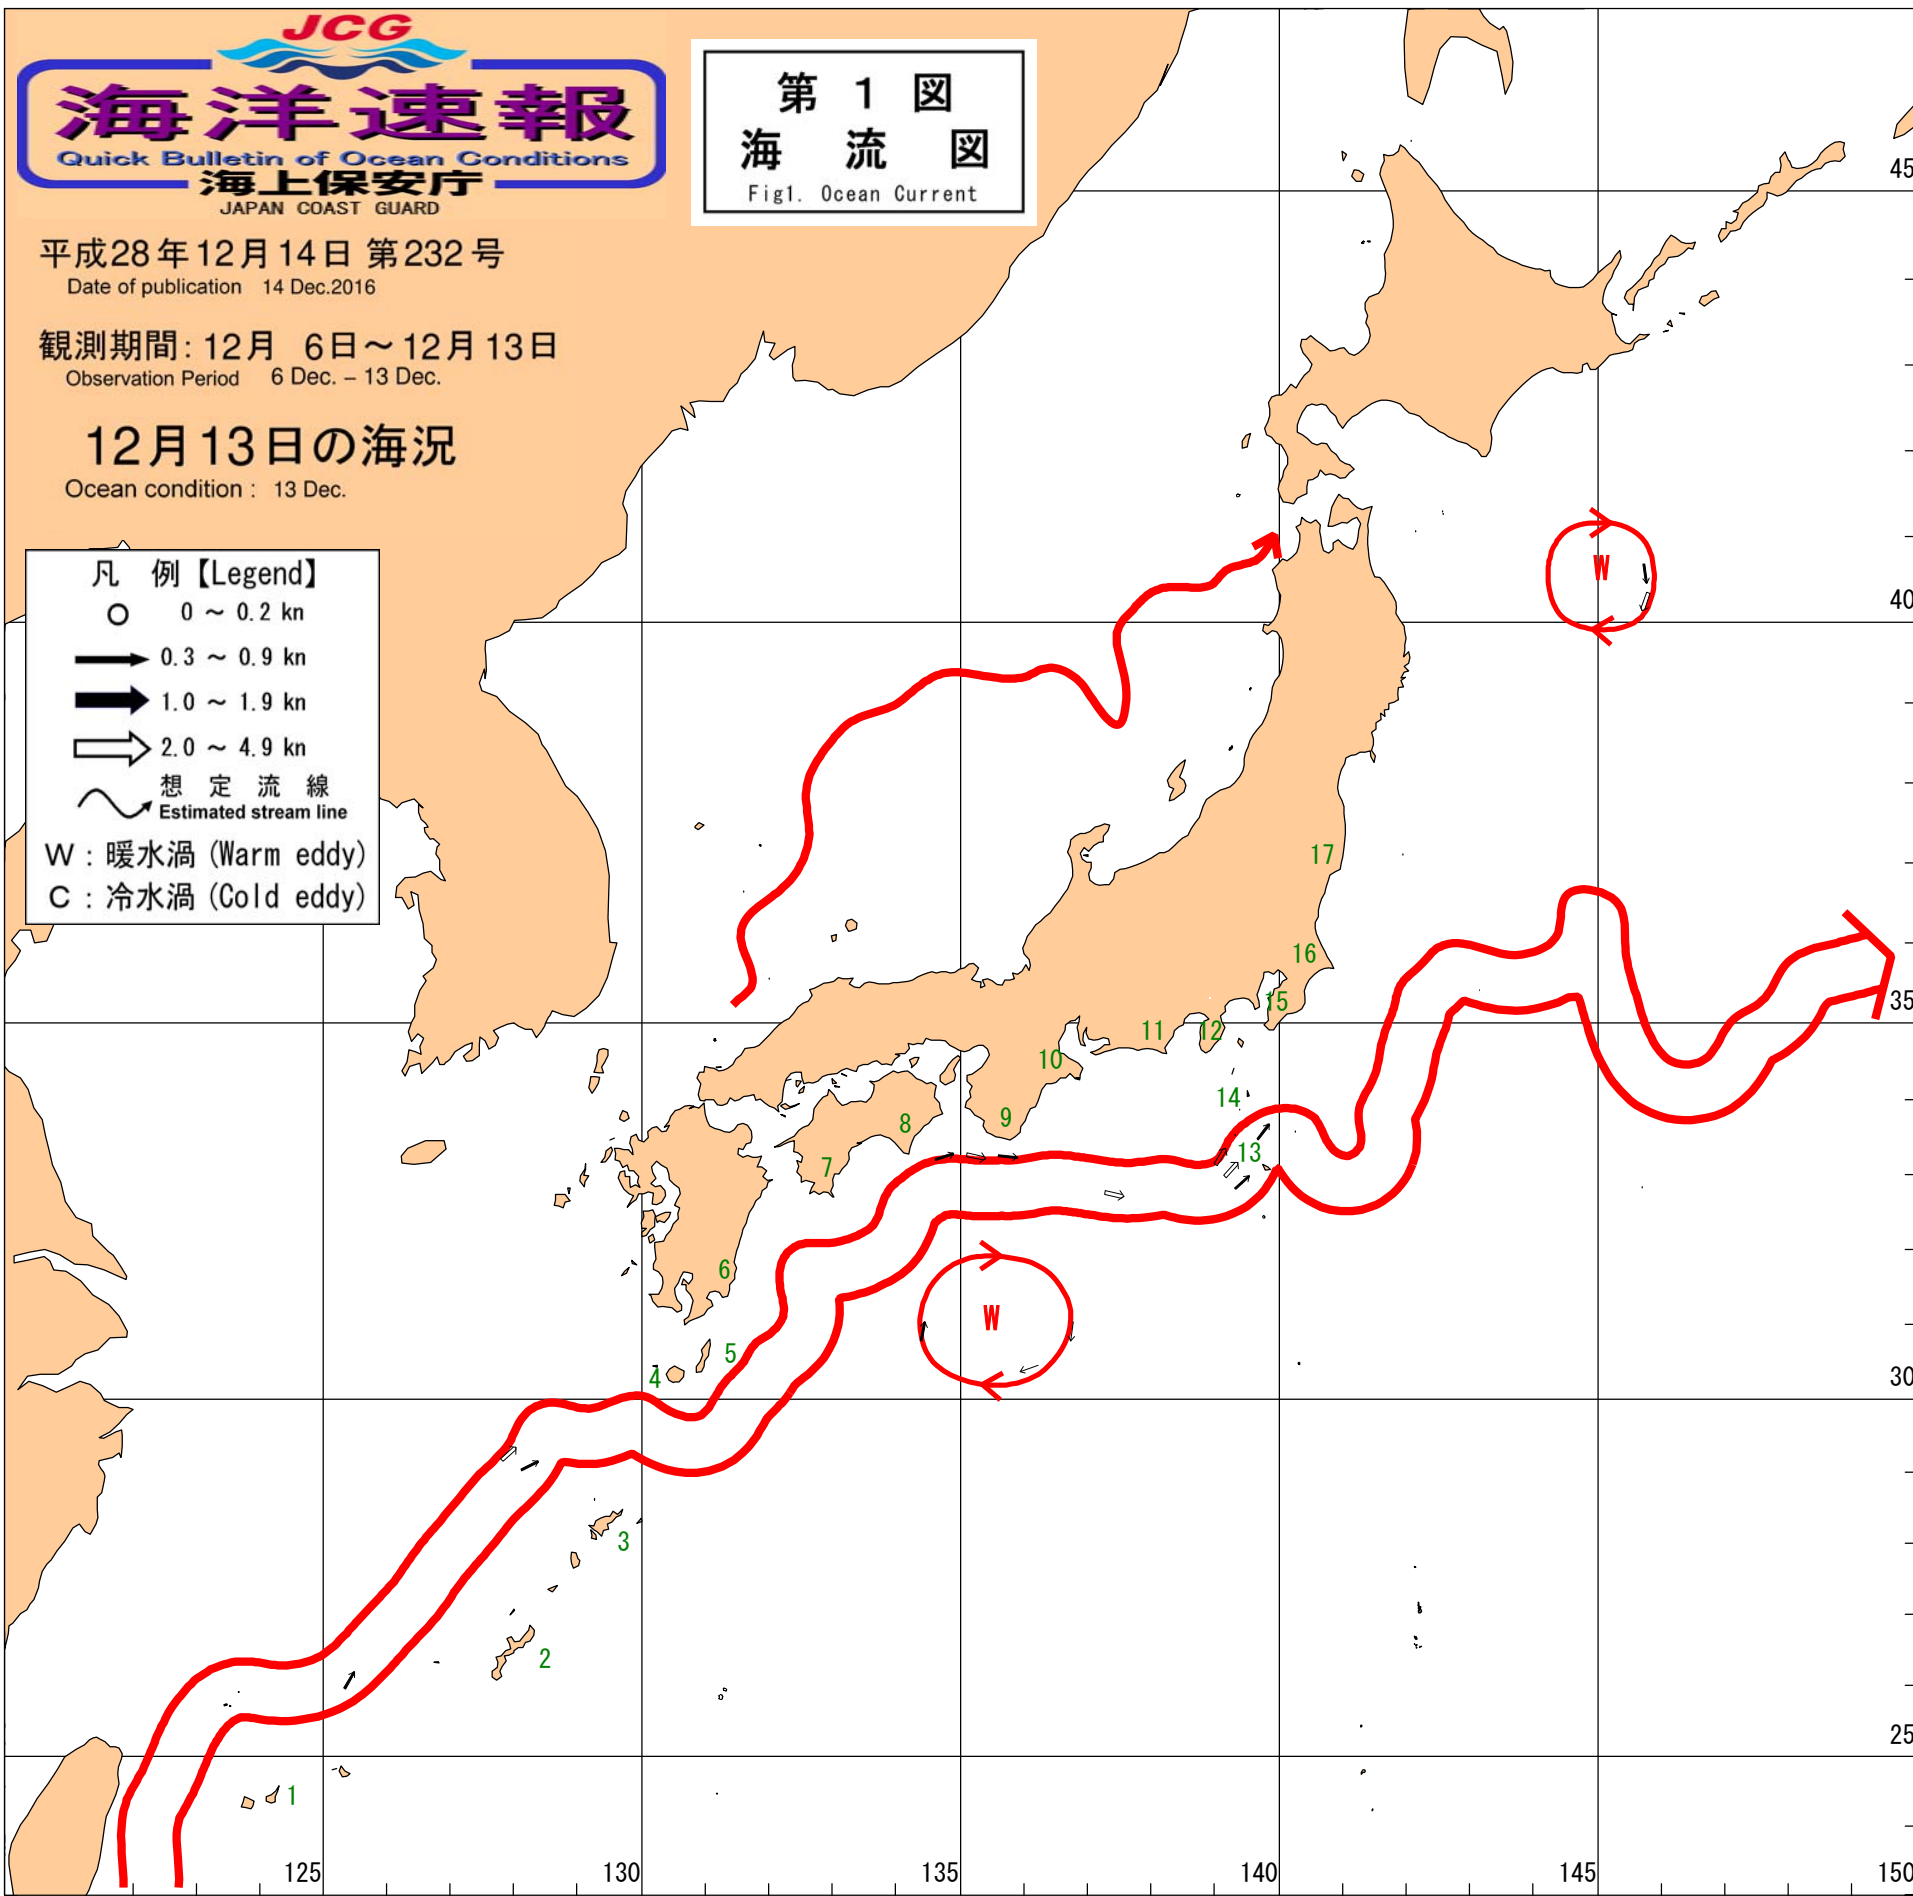 JCG
海洋速報
Quick Bulletin of Ocean Conditions
海上保安庁
JAPAN COAST GUARD
第 1 図
海 流 図
Fig1. Ocean Current
平成28年12月14日 第232号
Date of publication 14 Dec.2016
観測期間: 12月 6日～12月13日
Observation Period 6 Dec. – 13 Dec.
12月13日の海況
Ocean condition : 13 Dec.
凡 例【Legend】
0 ～ 0.2 kn
0.3 ～ 0.9 kn
1.0 ～ 1.9 kn
2.0 ～ 4.9 kn
想 定 流 線
Estimated stream line
W : 暖水渦 (Warm eddy)
C : 冷水渦 (Cold eddy)
45
W
40
17
16
35
15
12
11
10
14
9
8
13
7
6
W
5
4
30
3
2
25
1
125
130
135
140
145
150